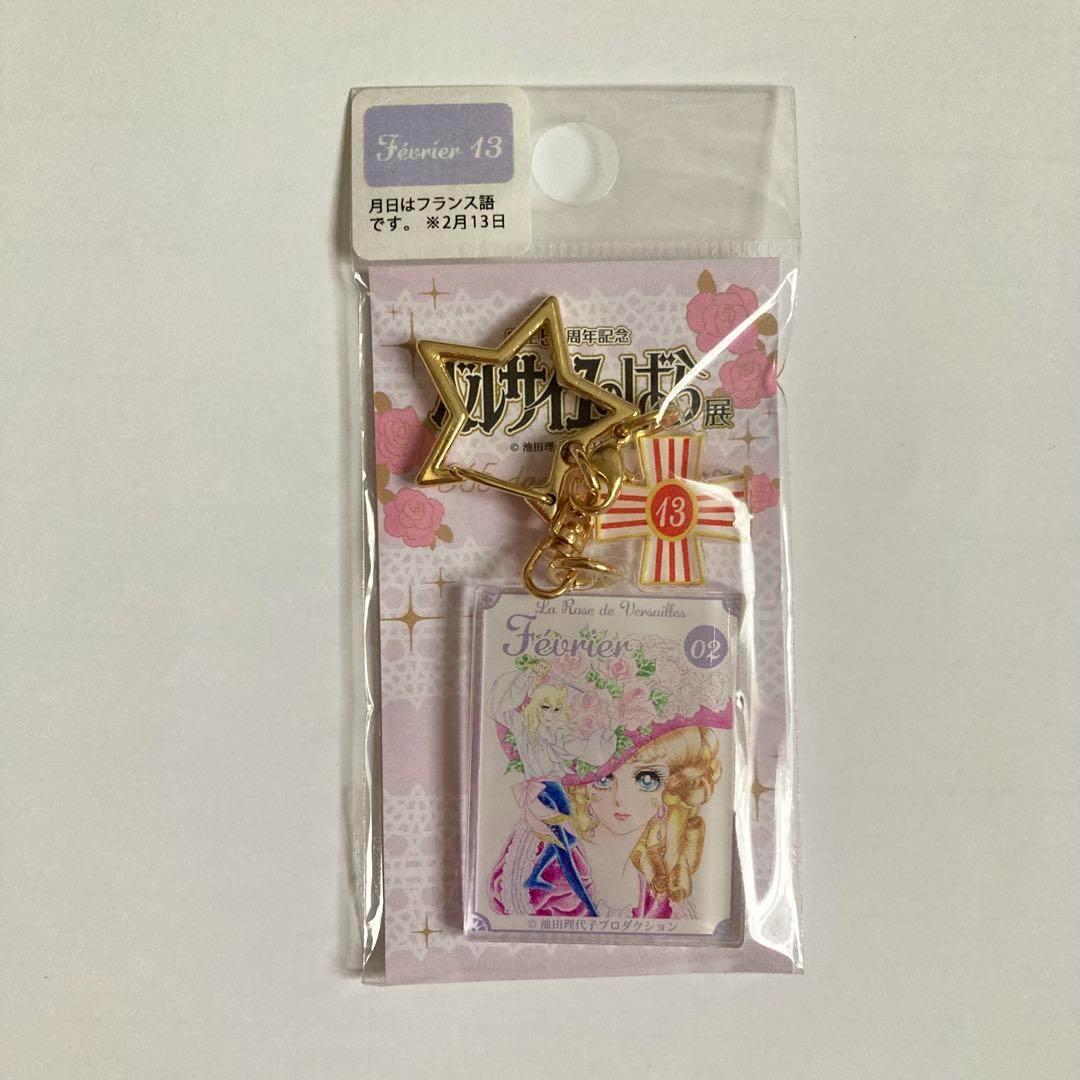 Février 13
月日はフランス語
です。 ※2月13日
周年記念
ベルサイユのばら展
© 池田理
365 de
13
La Rose de Versailles
Février
02
© 池田理代子プロダクション